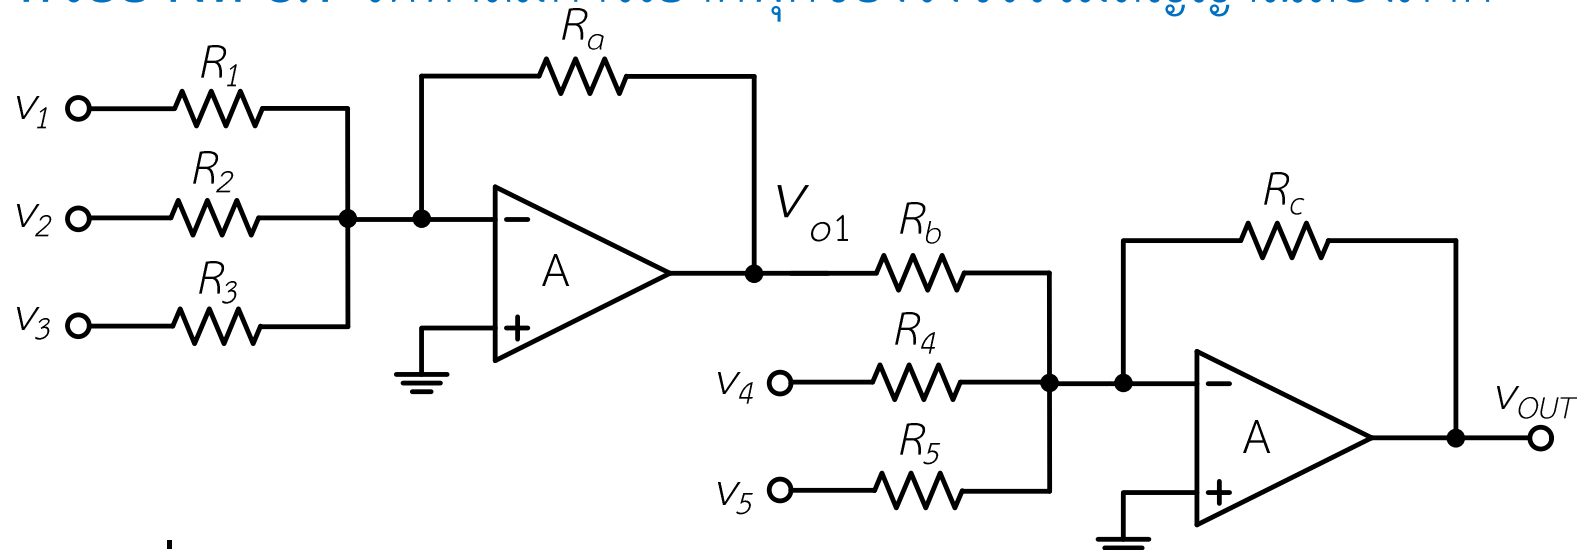 Ra
R1
v1
R2
v2
R3
v3
−
+
A
Vo1
Rb
R4
v4
R5
v5
Rc
−
+
A
vOUT